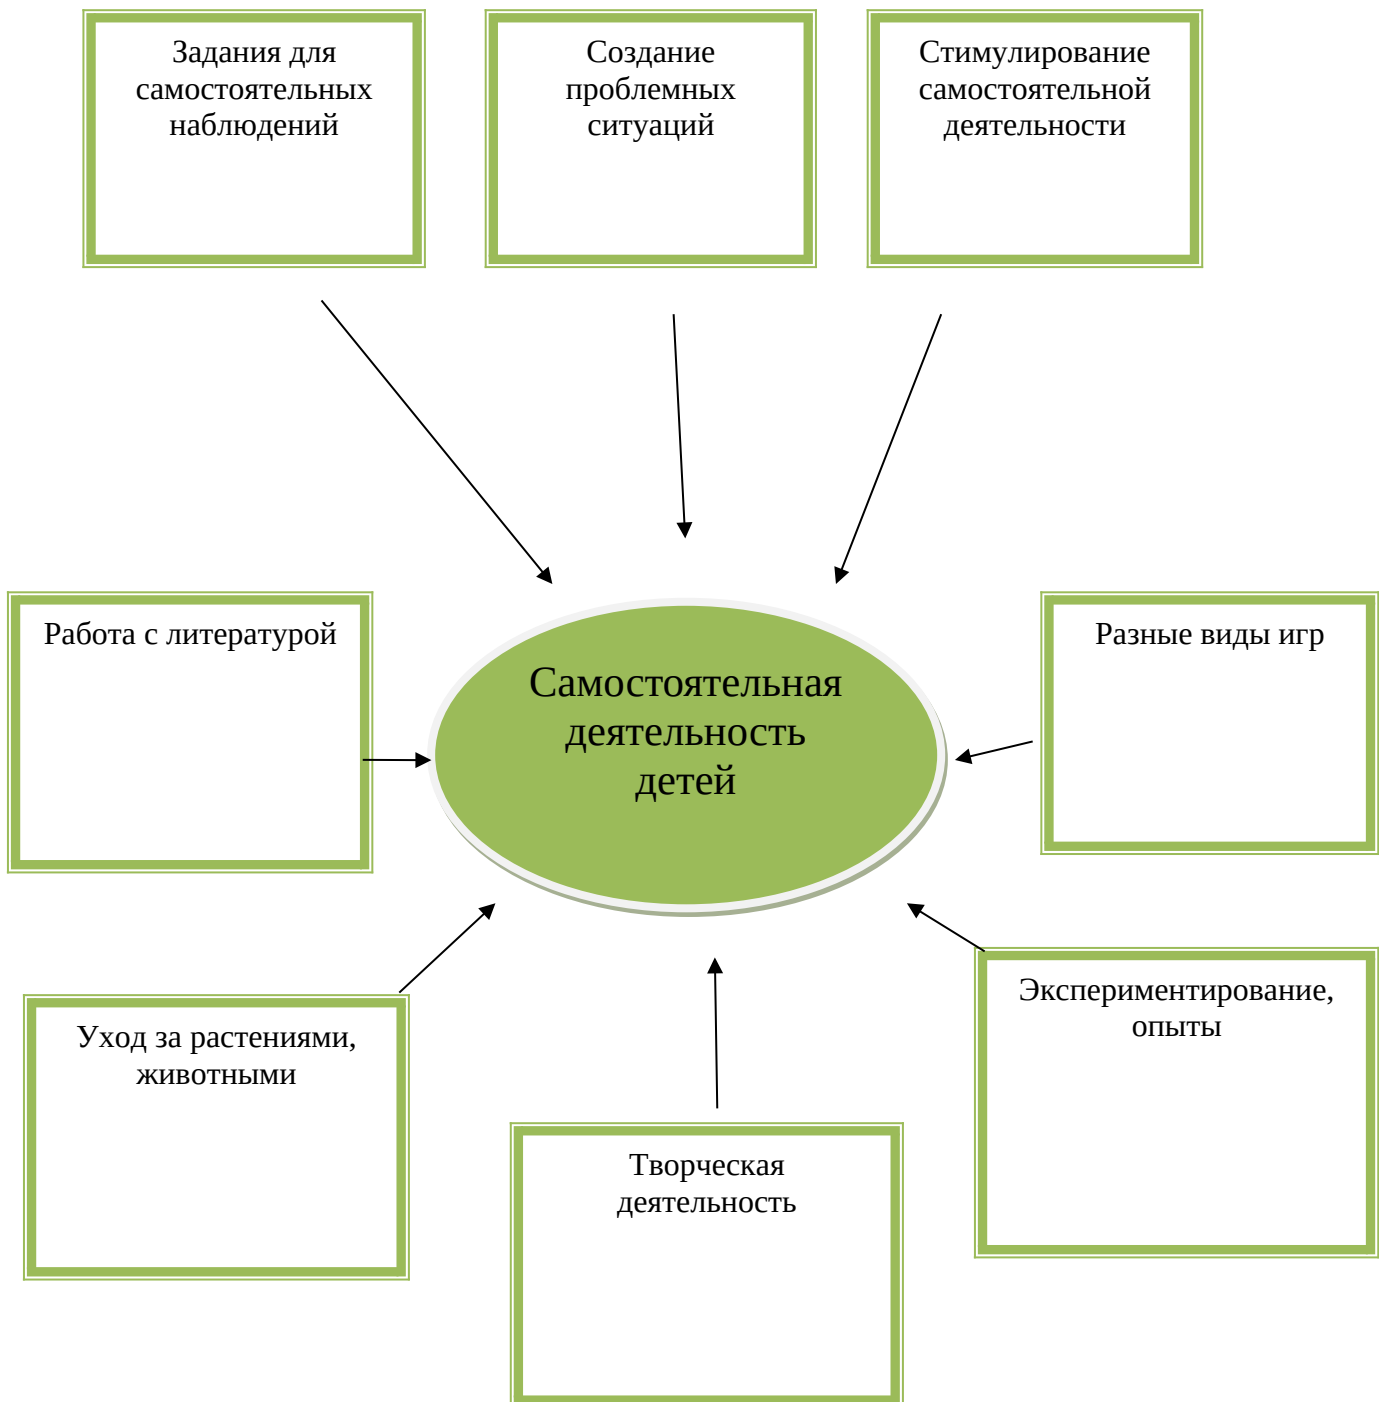 Задания для
самостоятельных
наблюдений
Создание
проблемных
ситуаций
Стимулирование
самостоятельной
деятельности
Работа с литературой
Самостоятельная
деятельность
детей
Разные виды игр
Уход за растениями,
животными
Творческая
деятельность
Экспериментирование,
опыты